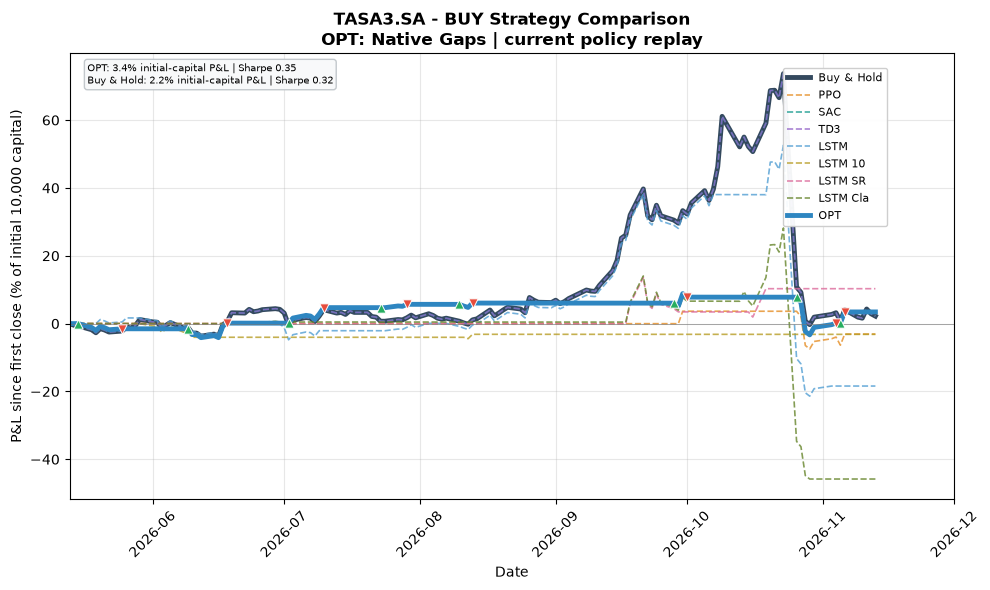 TASA3.SA - BUY Strategy Comparison
OPT: Native Gaps | current policy replay
OPT: 3.4% initial-capital P&L | Sharpe 0.35
Buy & Hold: 2.2% initial-capital P&L | Sharpe 0.32
Buy & Hold
PPO
SAC
TD3
LSTM
LSTM 10
LSTM SR
LSTM Cla
OPT
P&L since first close (% of initial 10,000 capital)
60
40
20
0
−20
−40
2026-06
2026-07
2026-08
2026-09
2026-10
2026-11
2026-12
Date